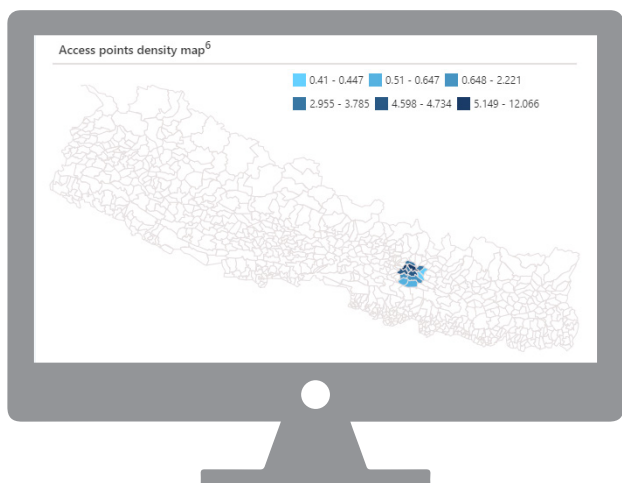 Access points density map6
0.41 - 0.447 0.51 - 0.647 0.648 - 2.221
2.955 - 3.785 4.598 - 4.734 5.149 - 12.066